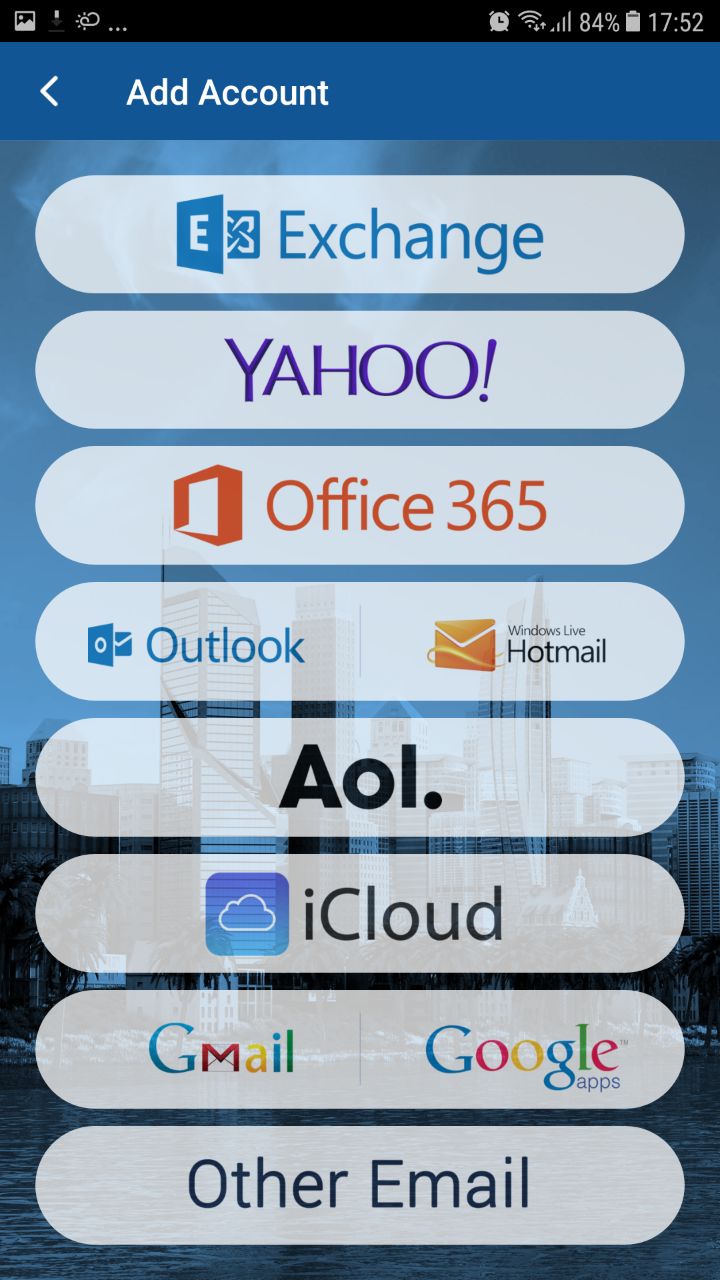 84% 17:52
Add Account
E Exchange
YAHOO!
Office 365
Outlook
Windows Live
Hotmail
Aol.
iCloud
Gmail
Google™
apps
Other Email